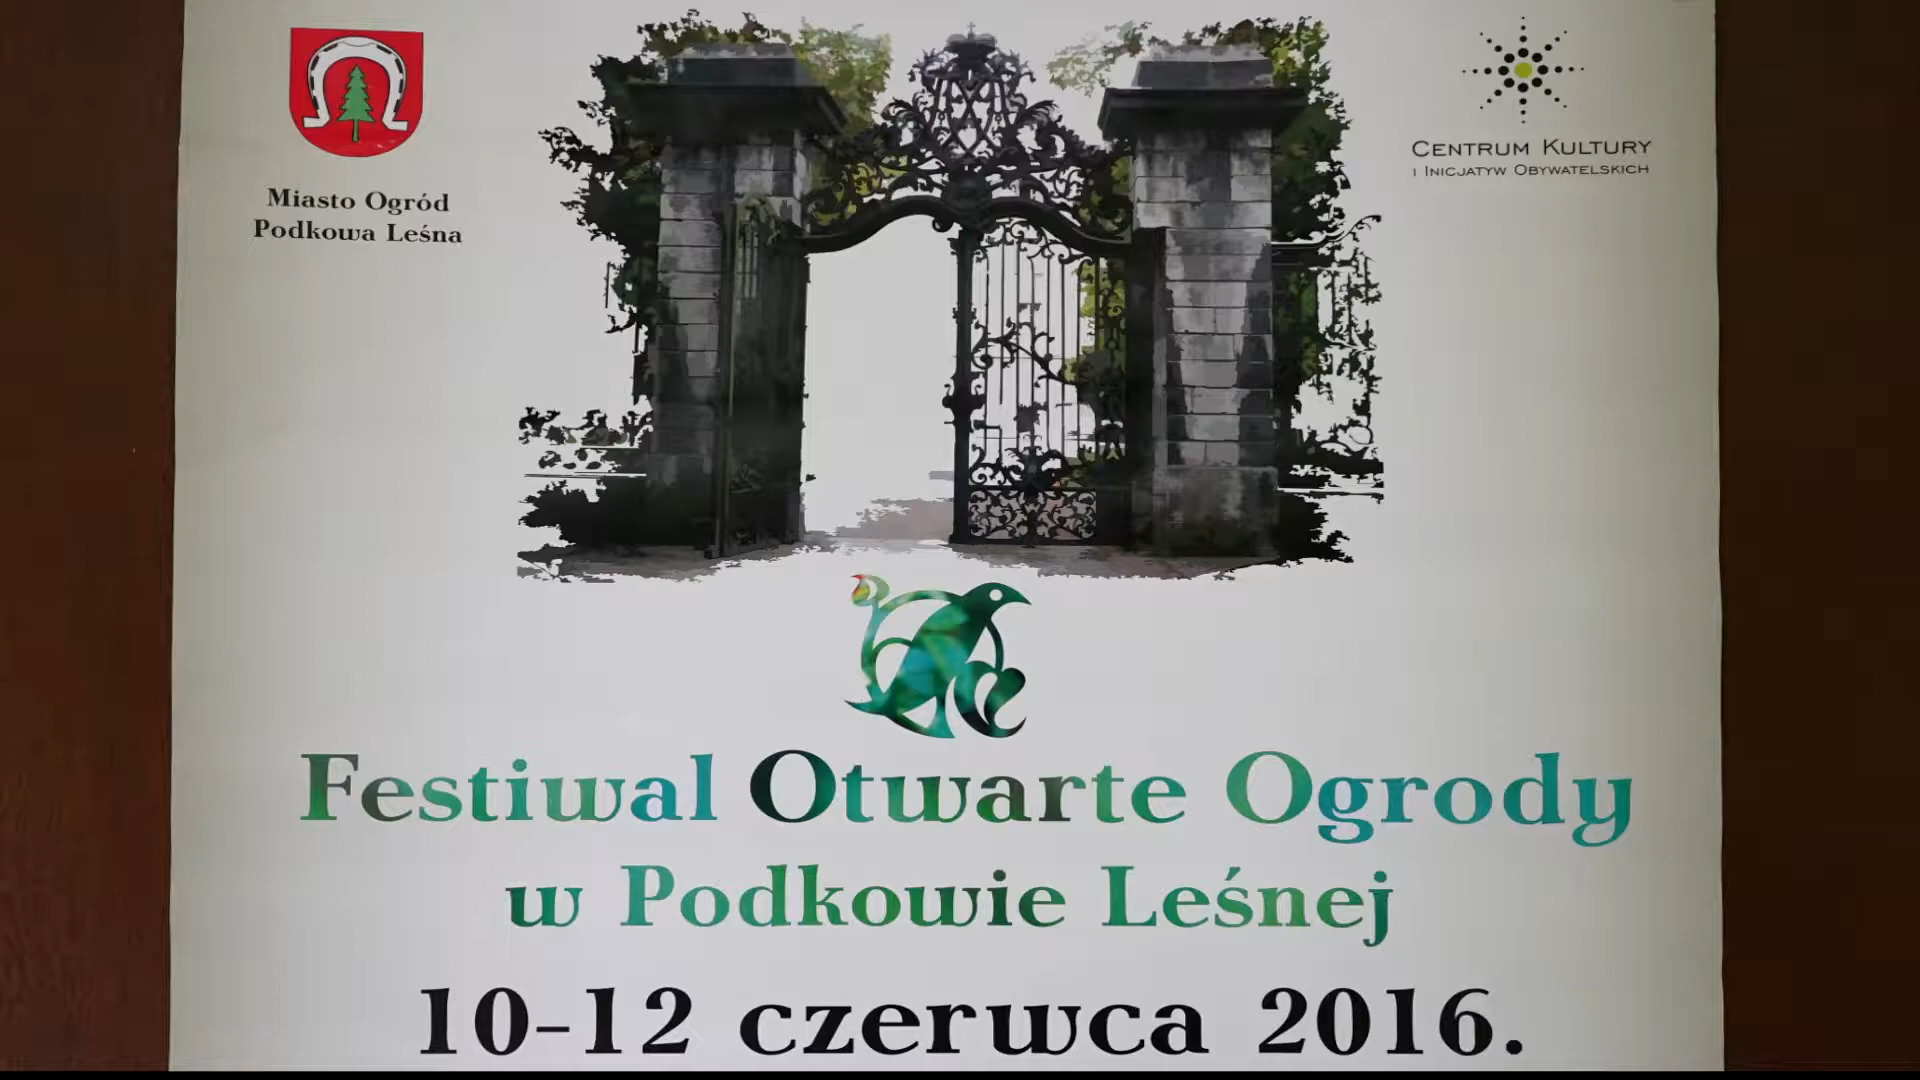 Miasto Ogród
Podkowa Leśna
CENTRUM KULTURY
I INICJATYW OBYWATELSKICH
Festiwal Otwarte Ogrody
w Podkowie Leśnej
10-12 czerwca 2016.